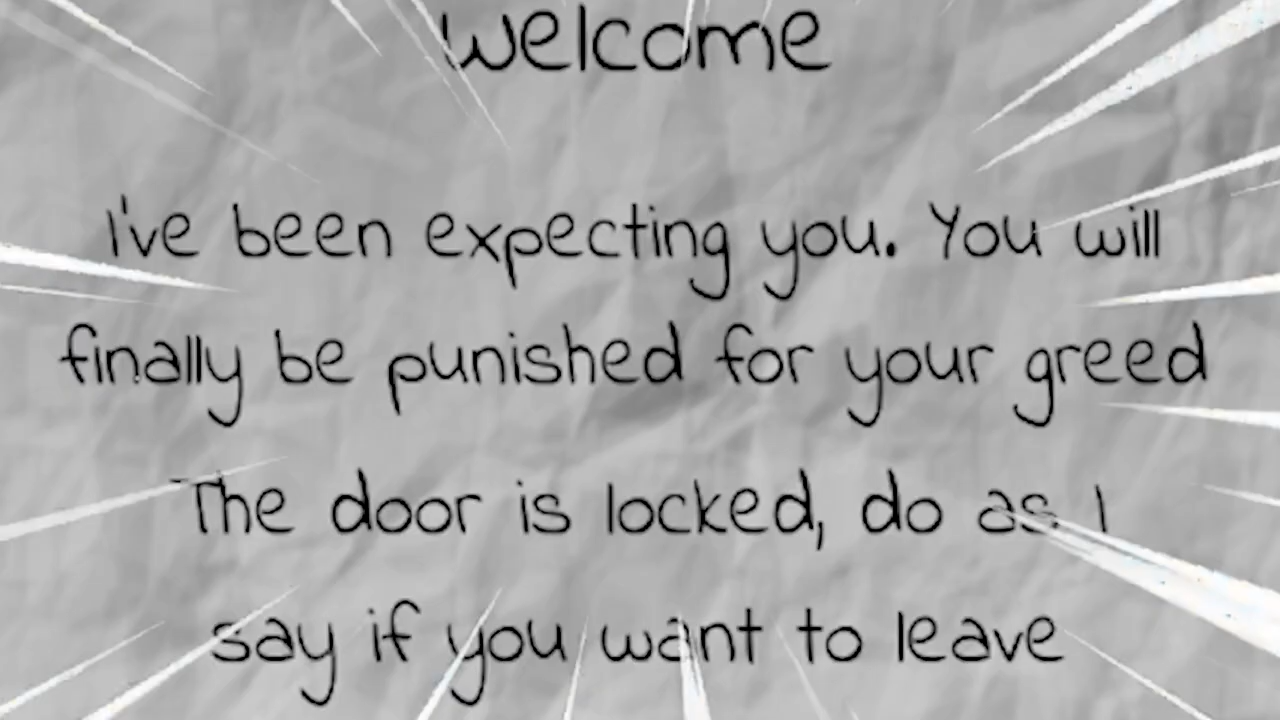 Welcome
I've been expecting you. You will
finally be punished for your greed
The door is locked, do as I
say if you want to leave